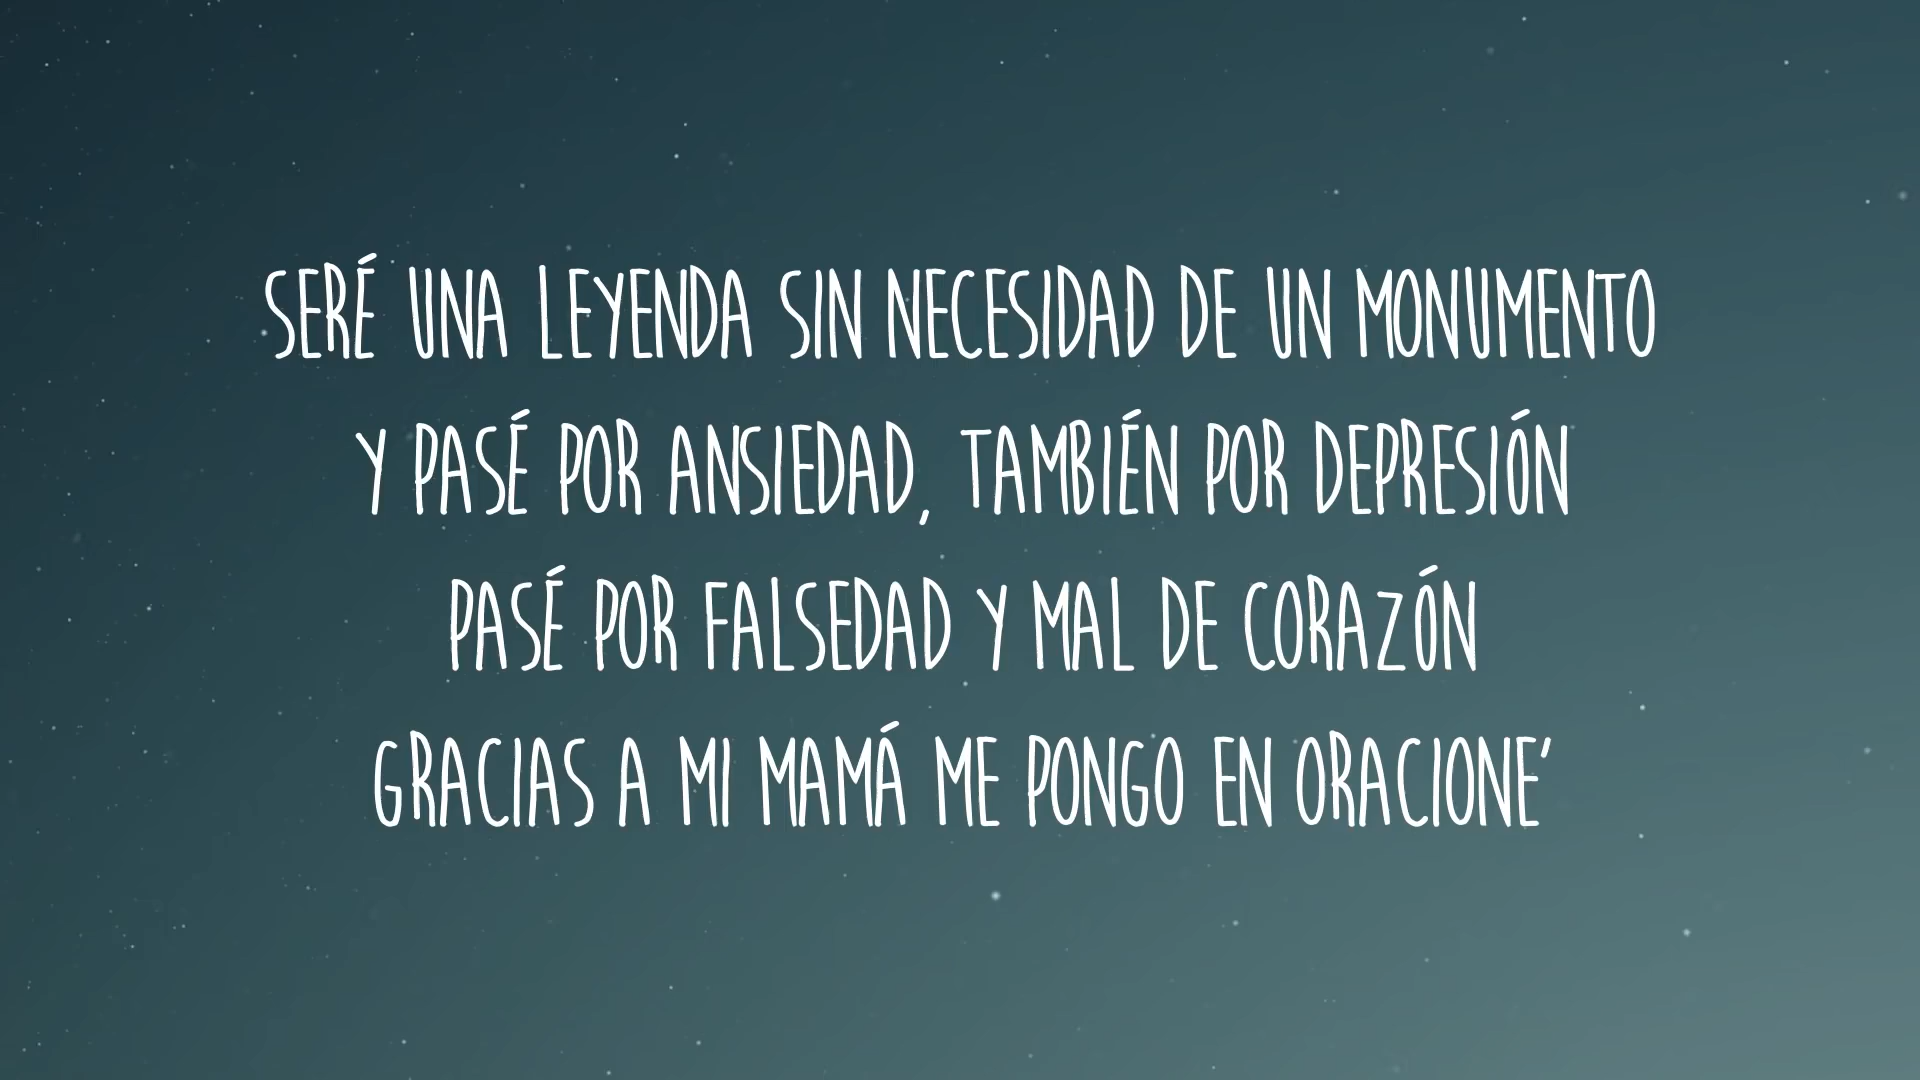 SERÉ UNA LEYENDA SIN NECESIDAD DE UN MONUMENTO
Y PASÉ POR ANSIEDAD, TAMBIÉN POR DEPRESIÓN
PASÉ POR FALSEDAD Y MAL DE CORAZÓN
GRACIAS A MI MAMÁ ME PONGO EN ORACIONE'